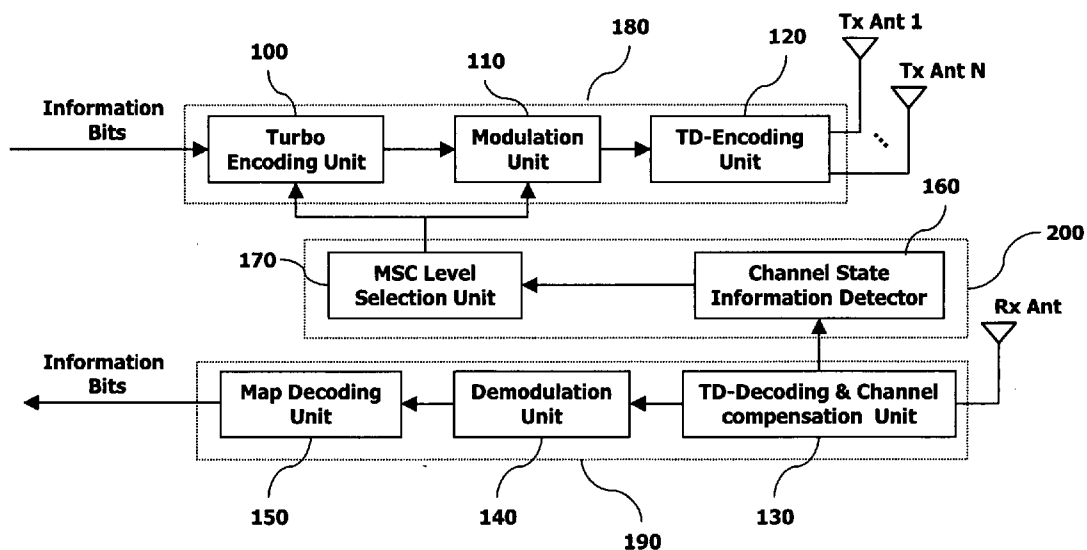 Tx Ant 1
100
180
120
110
Tx Ant N
Information
Bits
Turbo
Encoding Unit
Modulation
Unit
TD-Encoding
Unit
160
200
170
MSC Level
Selection Unit
Channel State
Information Detector
Rx Ant
Information
Bits
Map Decoding
Unit
Demodulation
Unit
TD-Decoding & Channel
compensation Unit
150
140
130
190